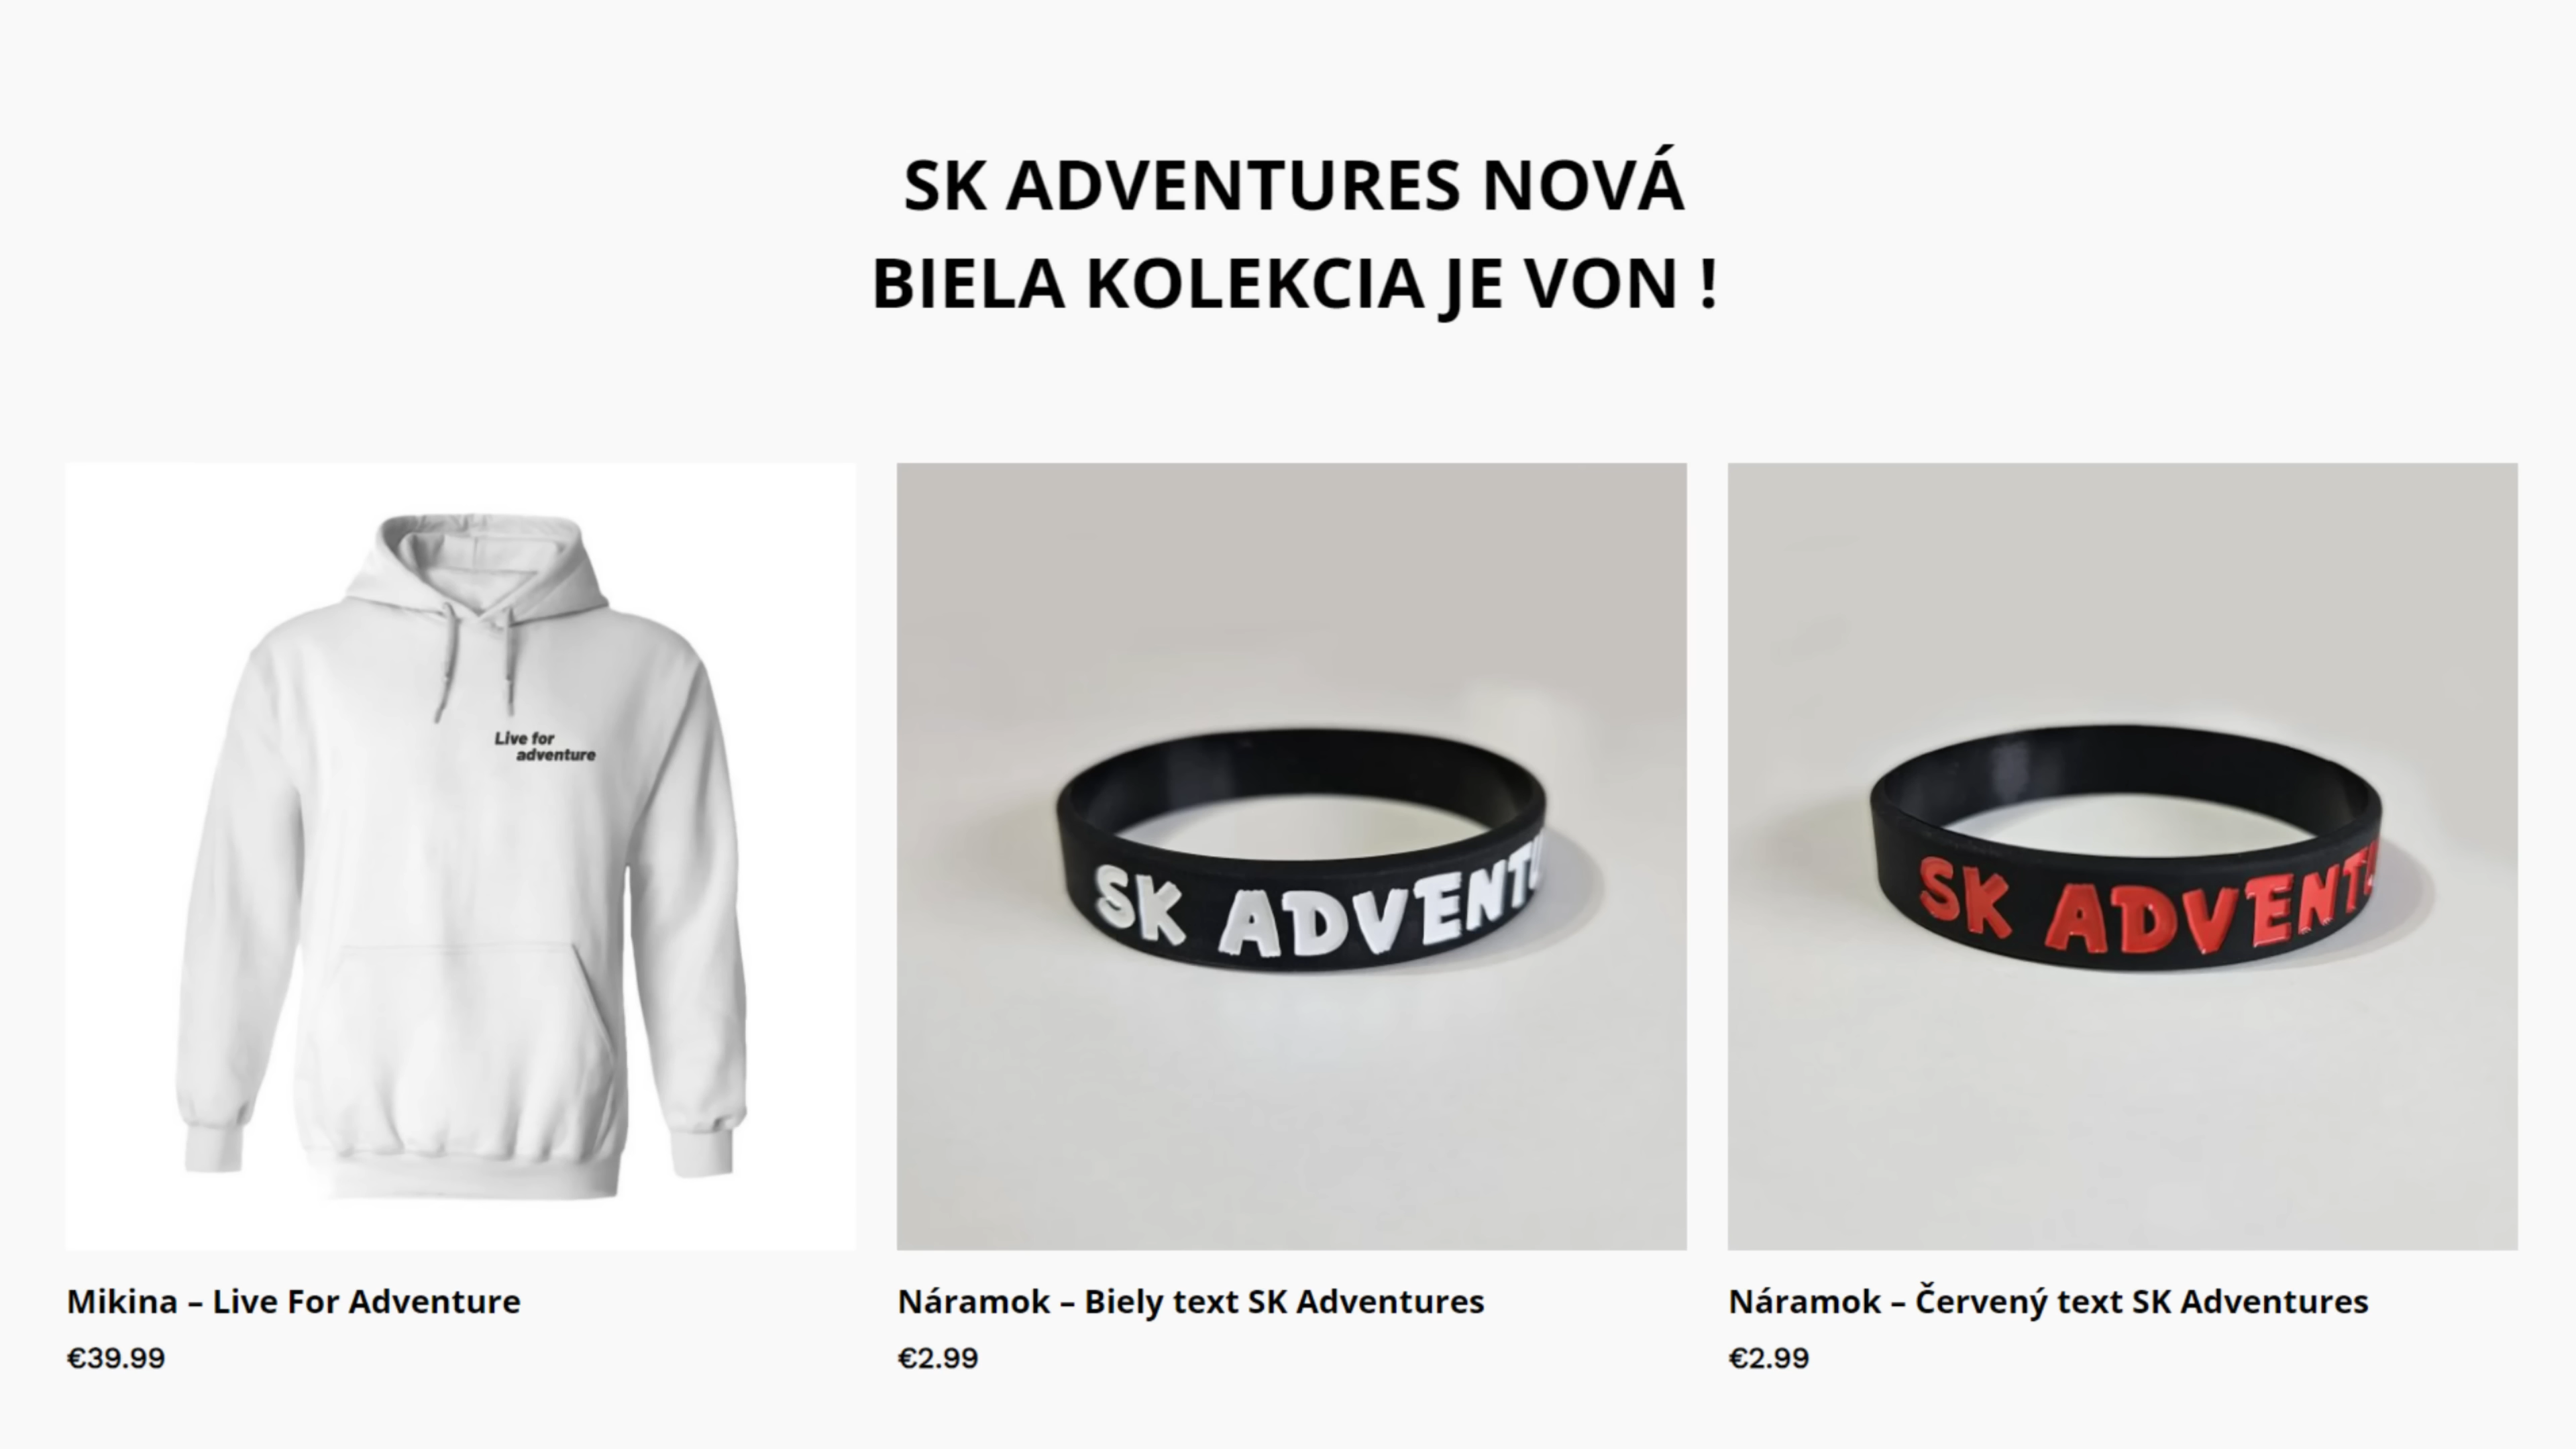 SK ADVENTURES NOVÁ
BIELA KOLEKCIA JE VON !
Live for
adventure
SK ADVENT
SK ADVENT
Mikina – Live For Adventure
€39.99
Náramok – Biely text SK Adventures
€2.99
Náramok – Červený text SK Adventures
€2.99